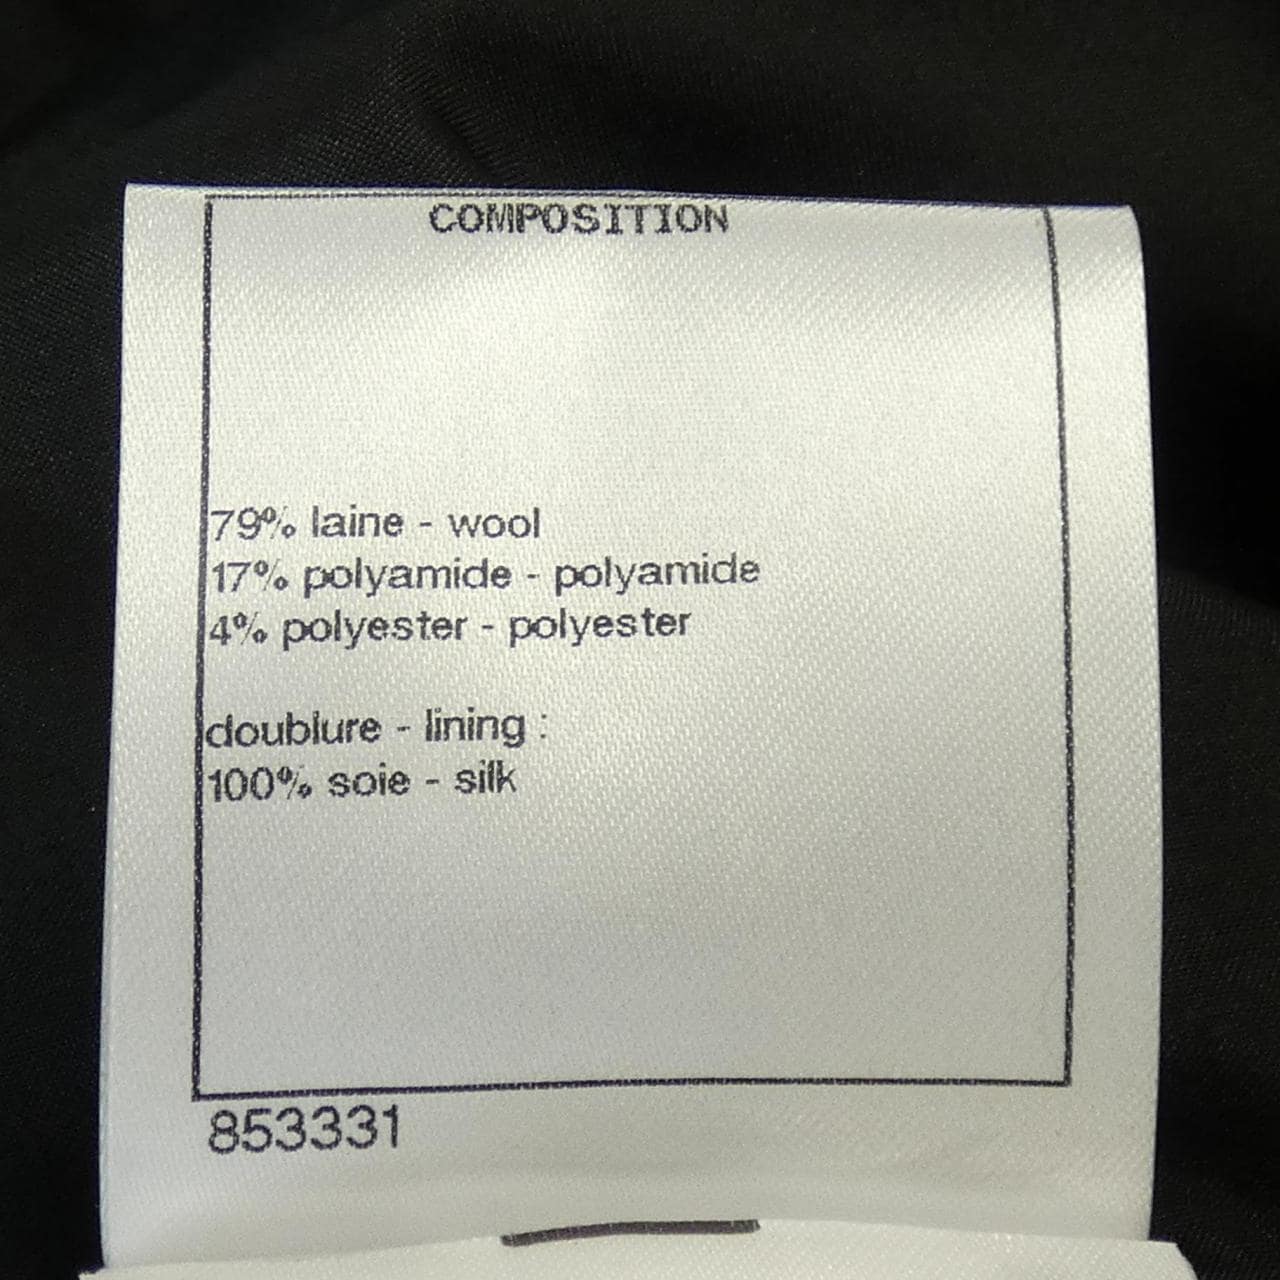 COMPOSITION
79% laine - wool
17% polyamide - polyamide
4% polyester - polyester
doublure - lining :
100% soie - silk
853331